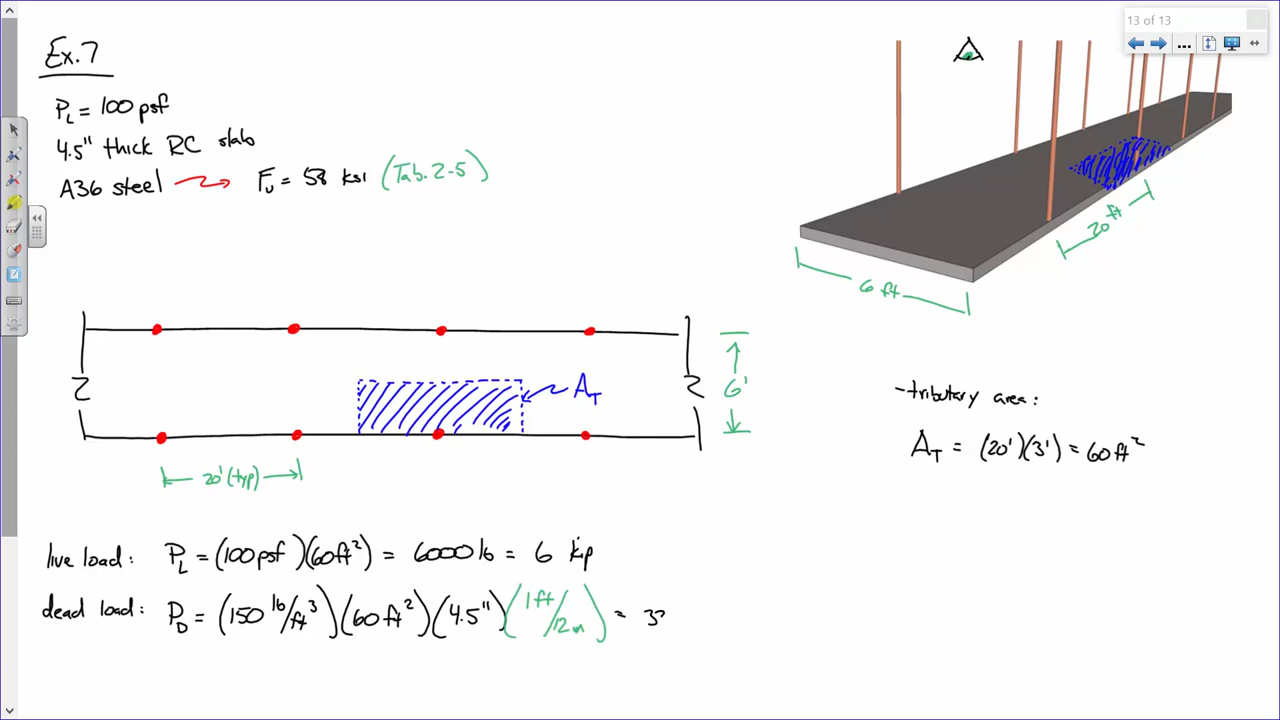 13 of 13
Ex.7
P_L = 100 psf
4.5" thick RC slab
A36 steel → F_u = 58 ksi (Tab. 2-5)
20 ft
6 ft
2
2
6'
A_T
20' (typ)
-tributary area:
A_T = (20')(3') = 60 ft²
live load: P_L = (100 psf)(60 ft²) = 6000 lb = 6 kip
dead load: P_D = (150 lb/ft³)(60 ft²)(4.5")(1 ft/12 in) =